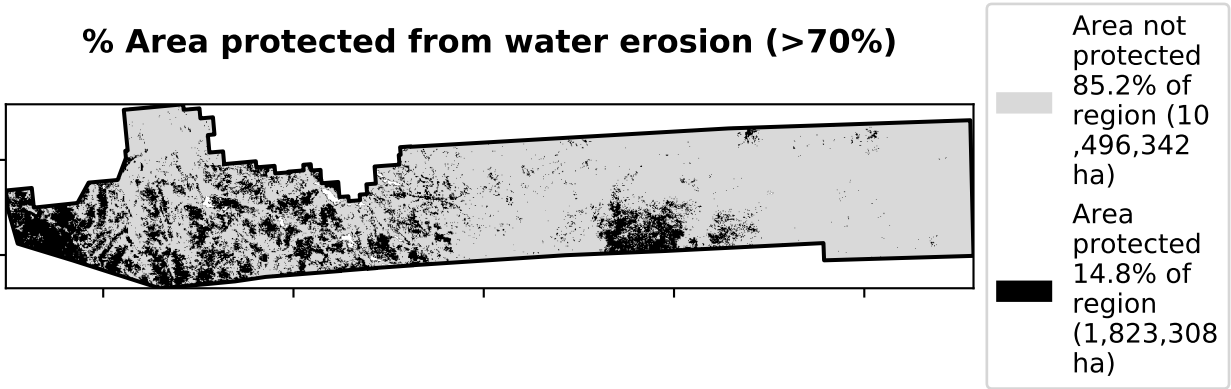 % Area protected from water erosion (>70%)
Area not
protected
85.2% of
region (10
,496,342
ha)
Area
protected
14.8% of
region
(1,823,308
ha)